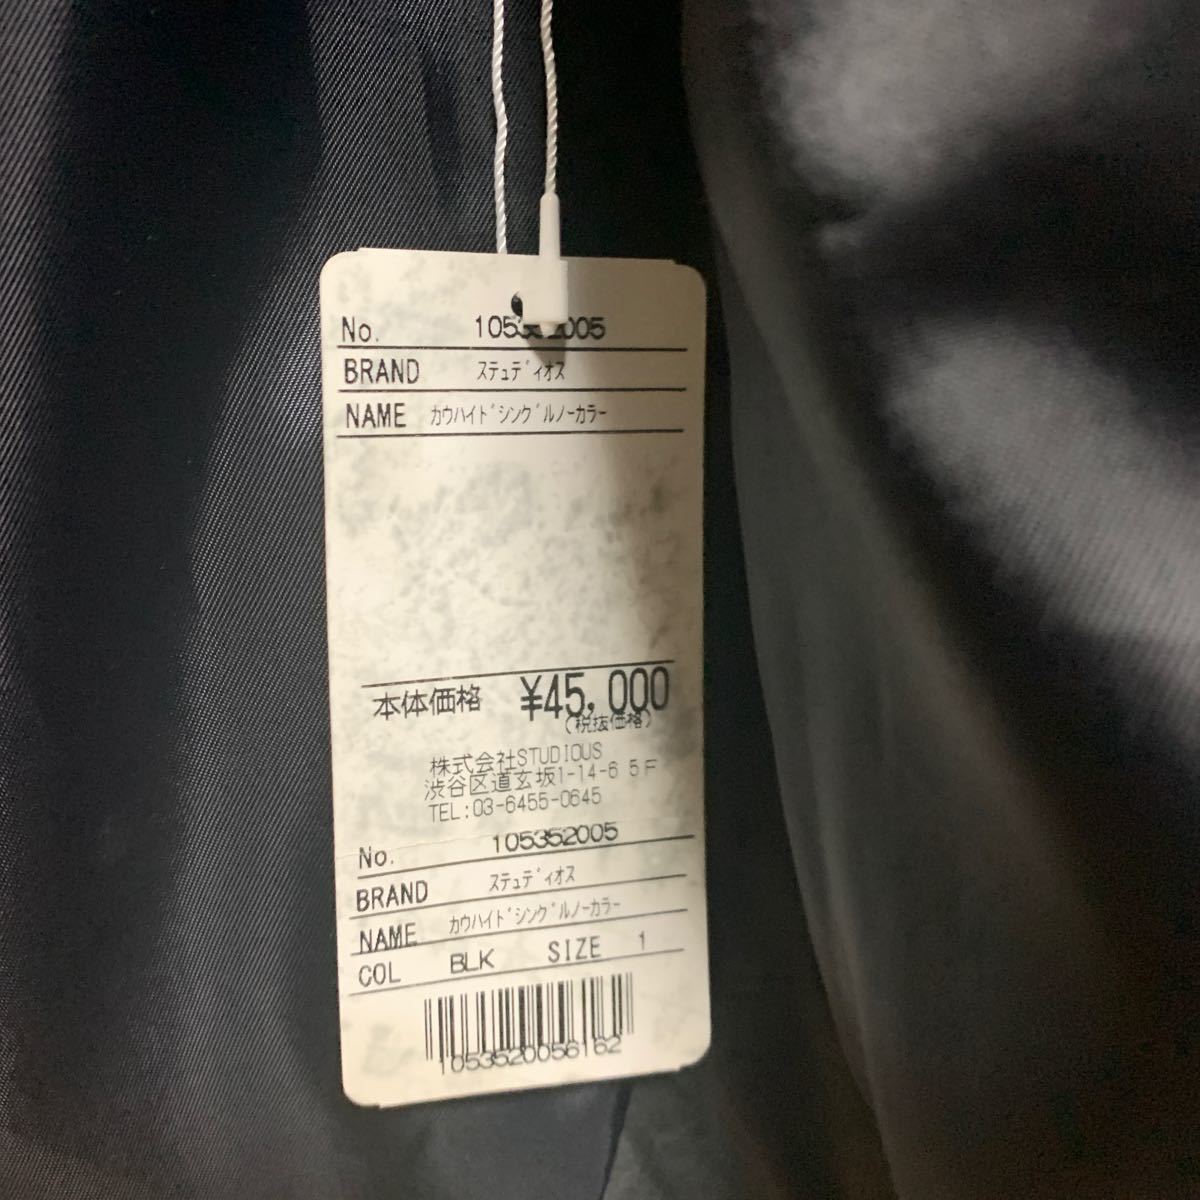 No. 105352005
BRAND ｽﾃｭﾃﾞｨｵｽ
NAME ｶｳﾊｲﾄﾞｼﾝｸﾞﾙﾉｰｶﾗｰ
本体価格 ¥45,000
(税抜価格)
株式会社STUDIOUS
渋谷区道玄坂1-14-6 5F
TEL:03-6455-0645
No. 105352005
BRAND ｽﾃｭﾃﾞｨｵｽ
NAME ｶｳﾊｲﾄﾞｼﾝｸﾞﾙﾉｰｶﾗｰ
COL BLK SIZE 1
1053520056162